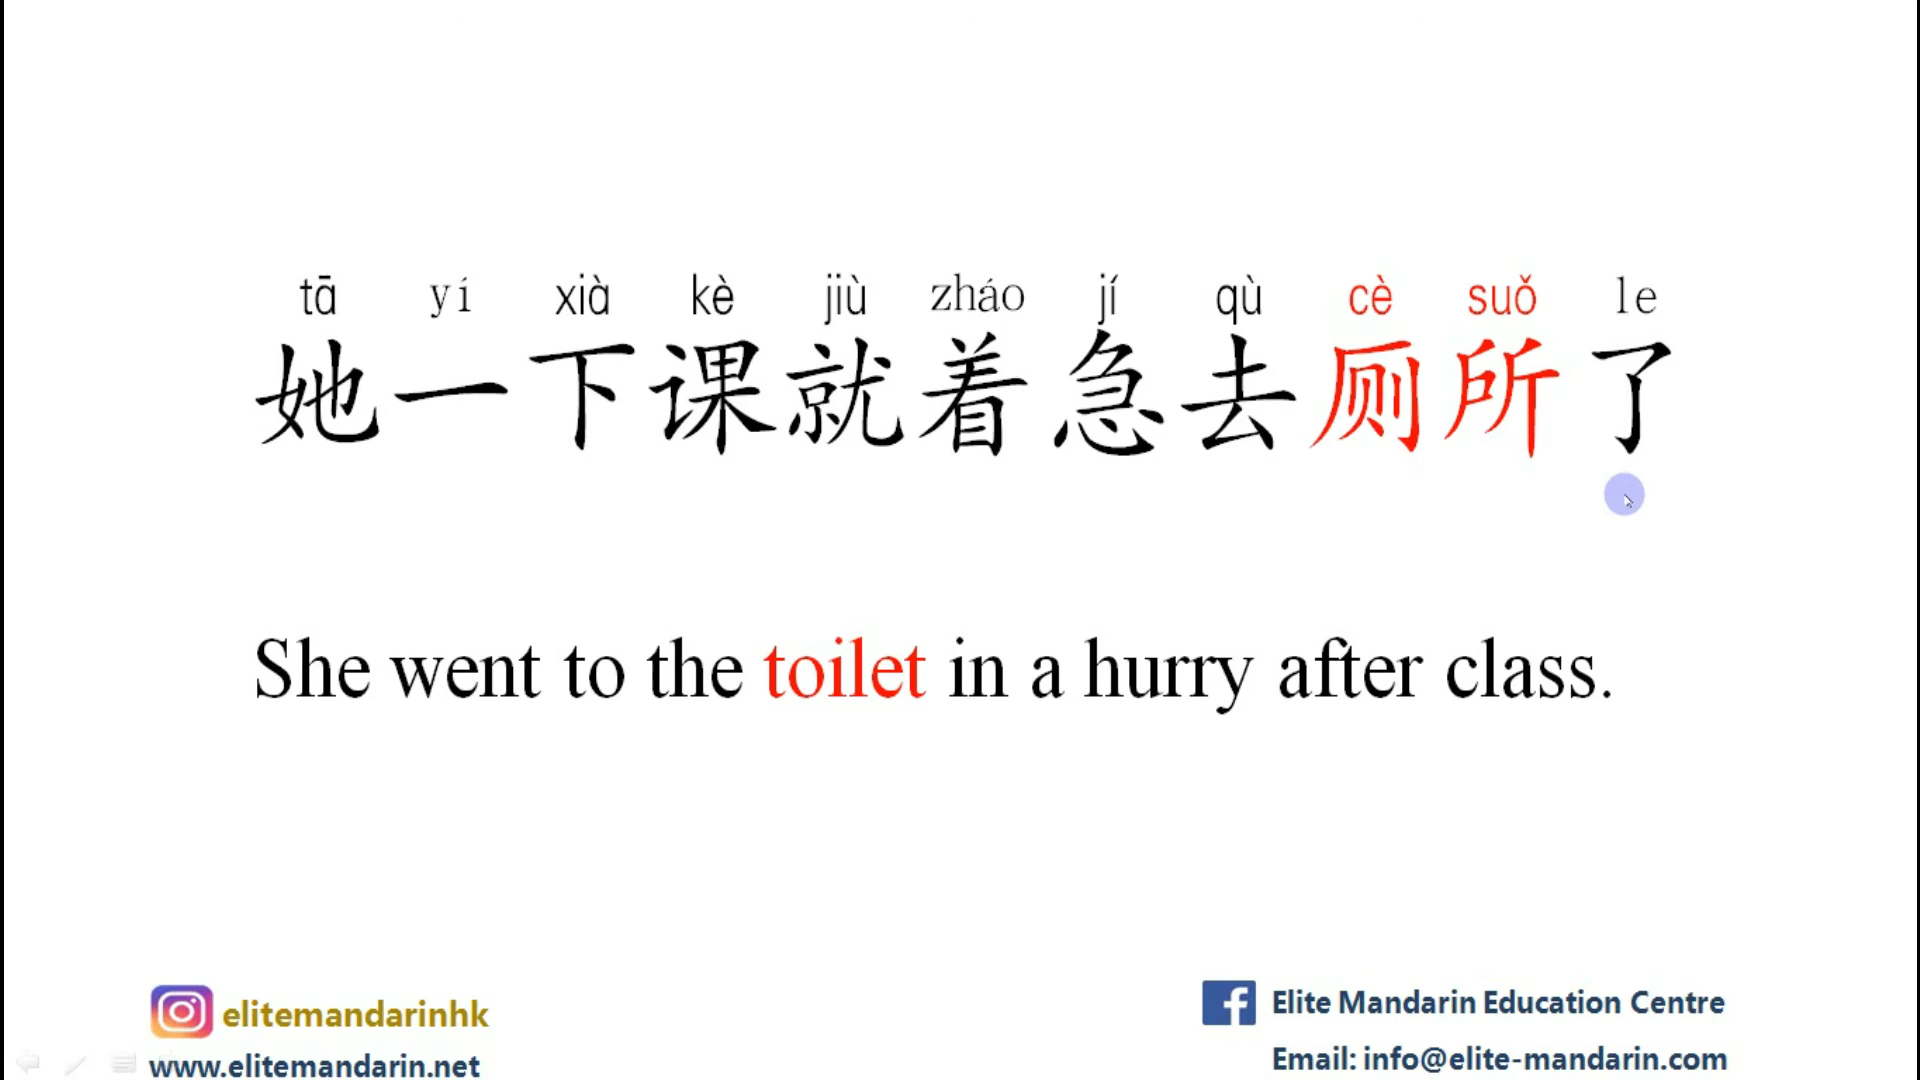 tā yí xià kè jiù zháo jí qù cè suǒ le
她一下课就着急去厕所了
She went to the toilet in a hurry after class.
elitemandarinhk
www.elitemandarin.net
Elite Mandarin Education Centre
Email: info@elite-mandarin.com